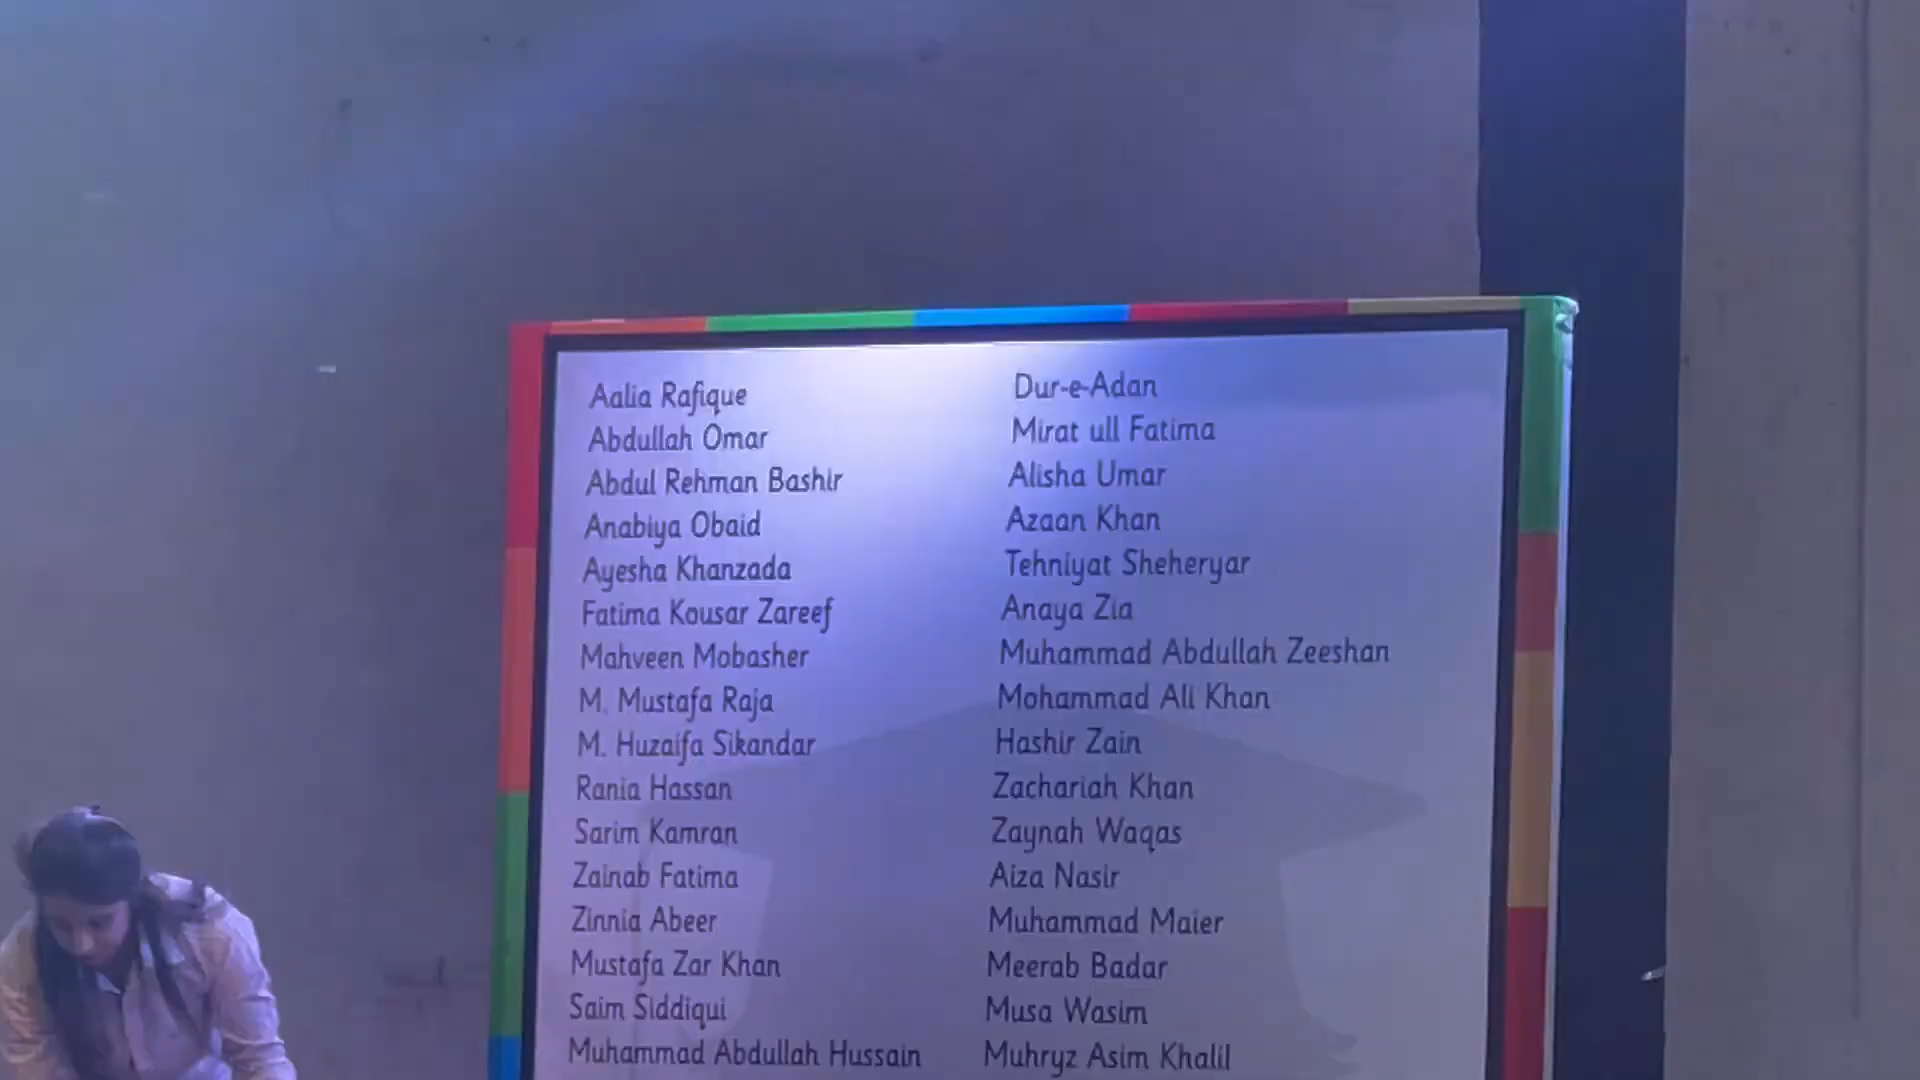 Aalia Rafique
Abdullah Omar
Abdul Rehman Bashir
Anabiya Obaid
Ayesha Khanzada
Fatima Kousar Zareef
Mahveen Mobasher
M. Mustafa Raja
M. Huzaifa Sikandar
Rania Hassan
Sarim Kamran
Zainab Fatima
Zinnia Abeer
Mustafa Zar Khan
Saim Siddiqui
Muhammad Abdullah Hussain
Dur-e-Adan
Mirat ull Fatima
Alisha Umar
Azaan Khan
Tehniyat Sheheryar
Anaya Zia
Muhammad Abdullah Zeeshan
Mohammad Ali Khan
Hashir Zain
Zachariah Khan
Zaynah Waqas
Aiza Nasir
Muhammad Maier
Meerab Badar
Musa Wasim
Muhryz Asim Khalil